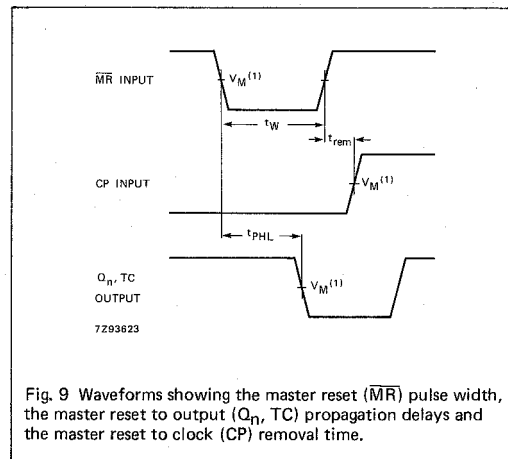 M̅R̅ INPUT
V_M(1)
t_W
t_rem
CP INPUT
V_M(1)
t_PHL
Q_n, TC
OUTPUT
V_M(1)
7Z93623
Fig. 9 Waveforms showing the master reset (M̅R̅) pulse width,
the master reset to output (Q_n, TC) propagation delays and
the master reset to clock (CP) removal time.